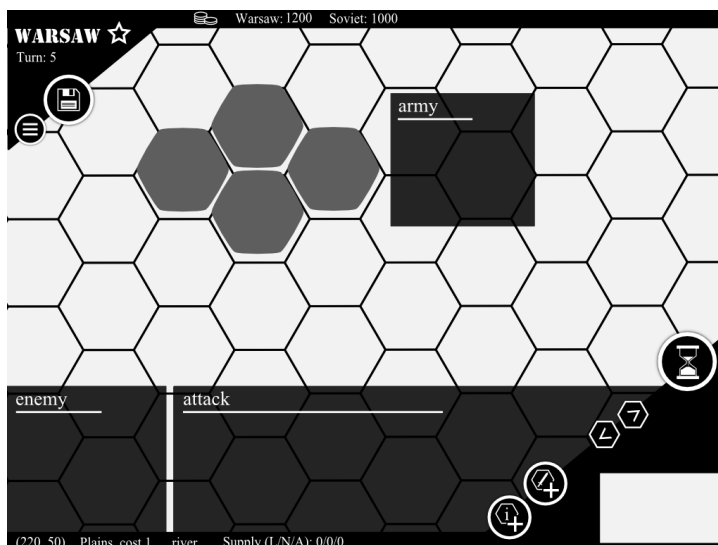 Warsaw: 1200 Soviet: 1000
WARSAW
Turn: 5
army
enemy
attack
i
(220, 50) Plains, cost 1 river Supply (L/N/A): 0/0/0